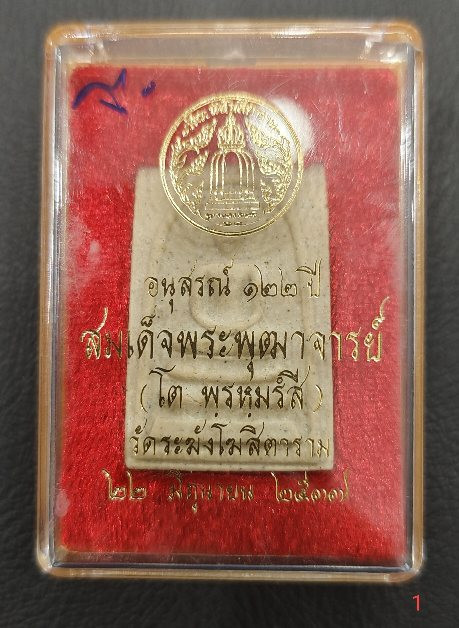 อนุสรณ์ ๑๒๒ ปี
สมเด็จพระพุฒาจารย์
(โต พรหมรังสี)
วัดระฆังโฆสิตาราม
๒๒ มิถุนายน ๒๕๓๗
1